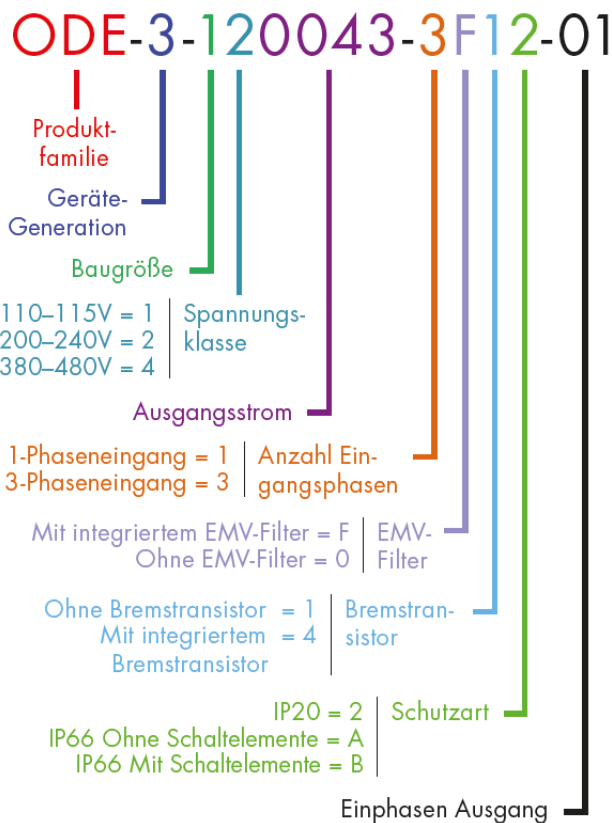 ODE-3-120043-3F12-01
Produkt-
familie
Geräte-
Generation
Baugröße
110–115V = 1
200–240V = 2
380–480V = 4
Spannungs-
klasse
Ausgangsstrom
1-Phaseneingang = 1
3-Phaseneingang = 3
Anzahl Ein-
gangsphasen
Mit integriertem EMV-Filter = F
Ohne EMV-Filter = 0
EMV-
Filter
Ohne Bremstransistor = 1
Mit integriertem = 4
Bremstransistor
Bremstran-
sistor
IP20 = 2
IP66 Ohne Schaltelemente = A
IP66 Mit Schaltelemente = B
Schutzart
Einphasen Ausgang